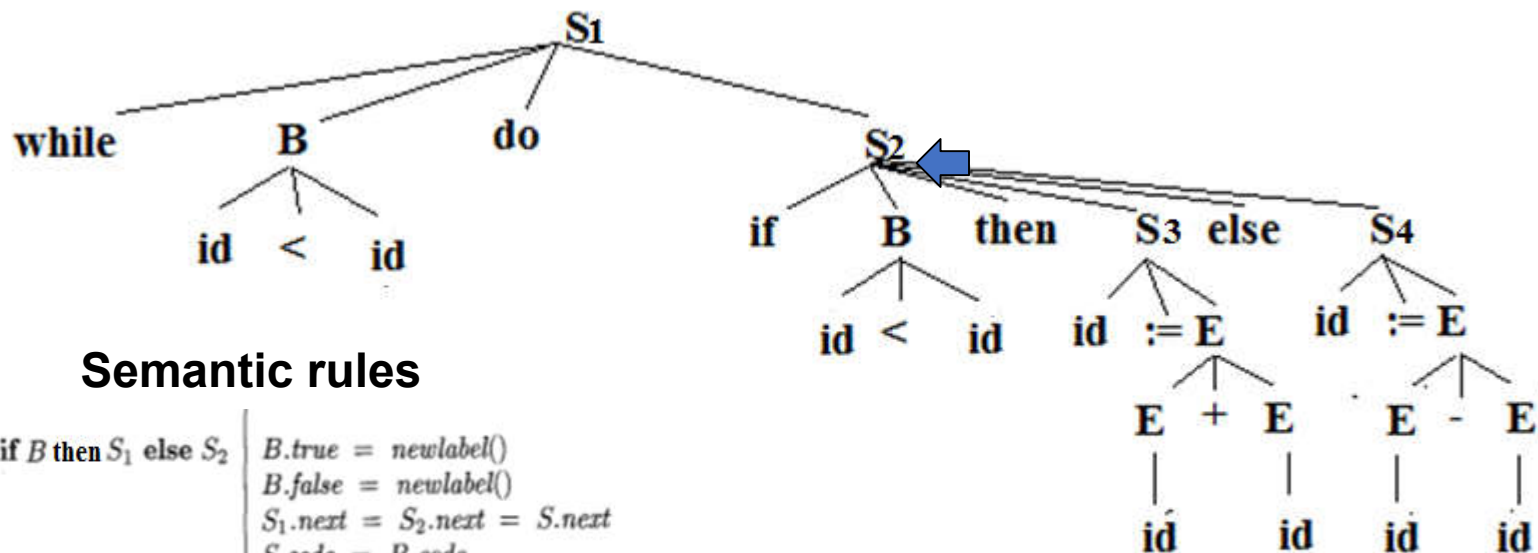 S1
while B do S2
id < id
if B then S3 else S4
id < id id := E id := E
E + E E - E
id id id id
Semantic rules
if B then S₁ else S₂ B.true = newlabel()
B.false = newlabel()
S₁.next = S₂.next = S.next